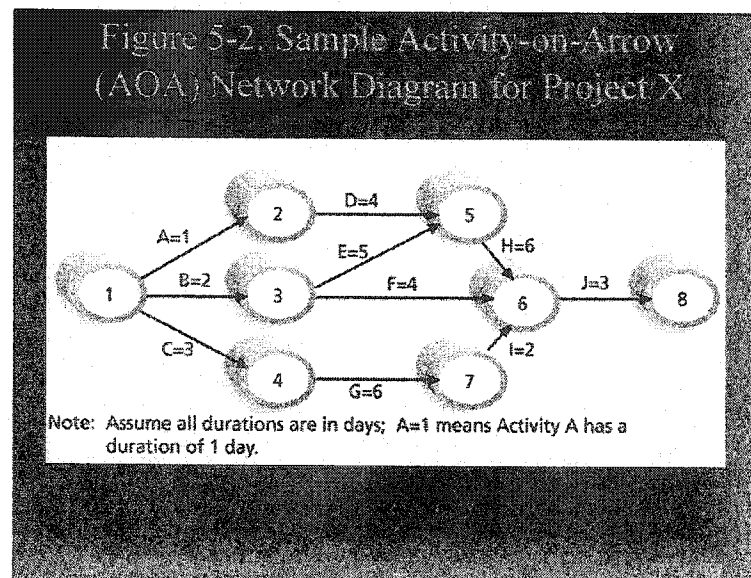 Figure 5-2. Sample Activity-on-Arrow
(AOA) Network Diagram for Project X
2
D=4
5
A=1
E=5
H=6
1
B=2
3
F=4
6
J=3
8
C=3
I=2
4
G=6
7
Note: Assume all durations are in days; A=1 means Activity A has a
duration of 1 day.